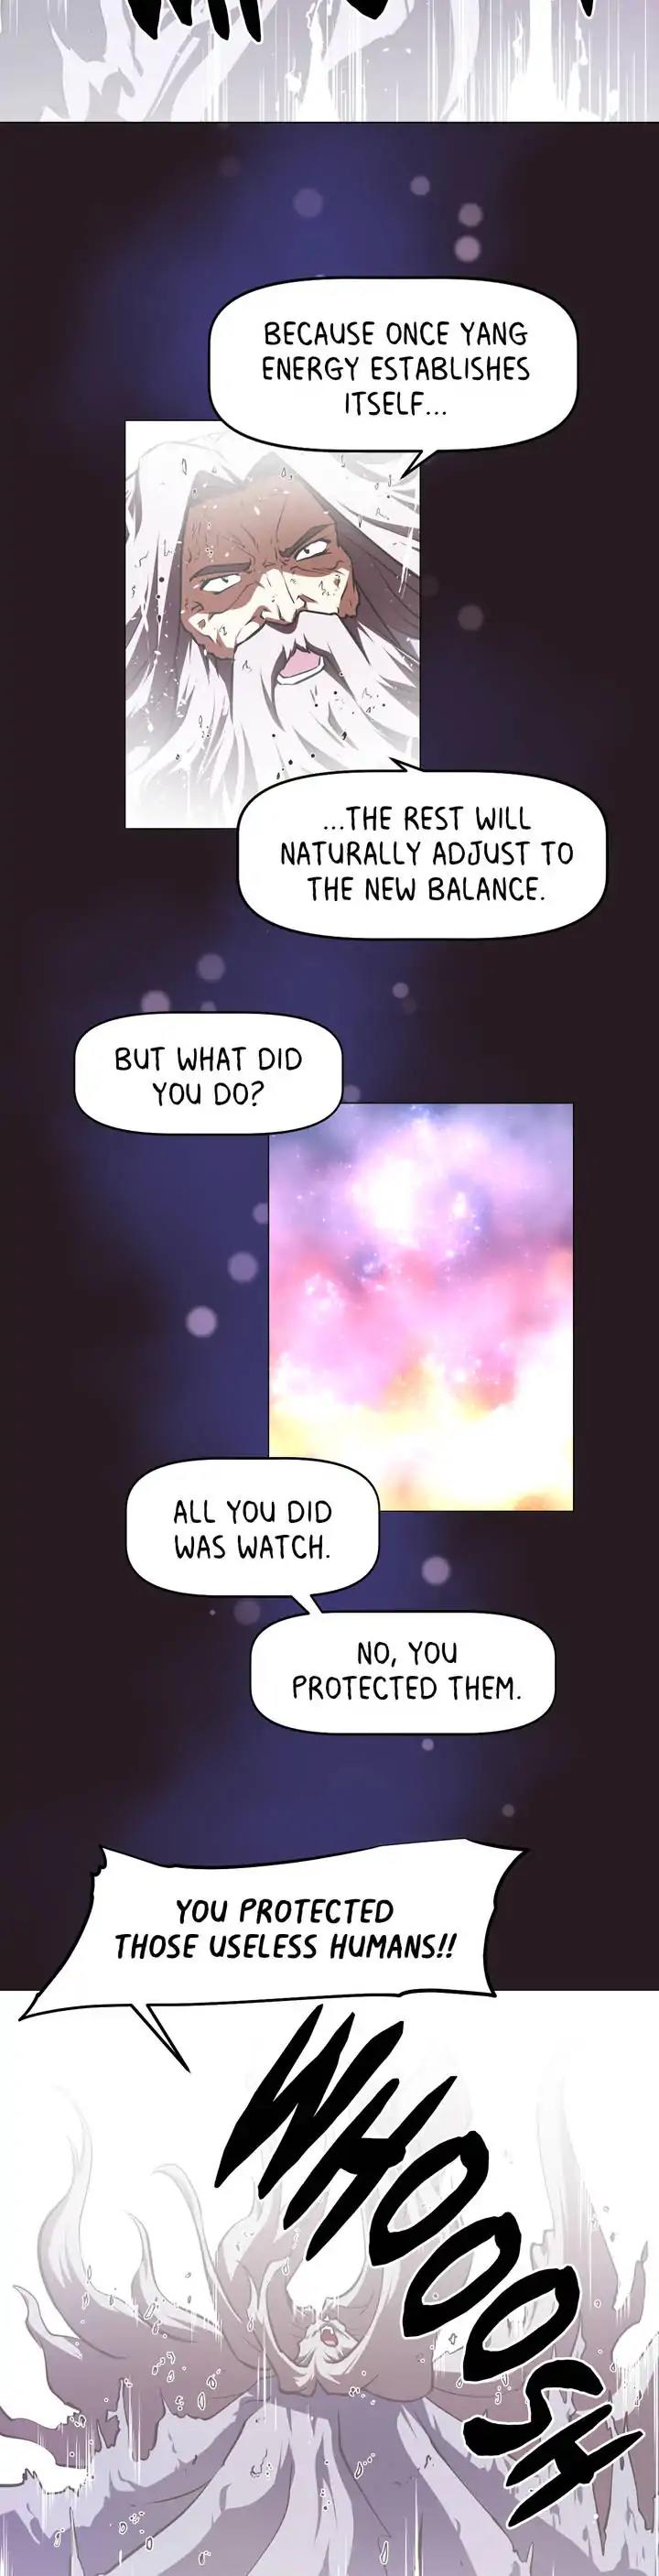 BECAUSE ONCE YANG
ENERGY ESTABLISHES
ITSELF...
...THE REST WILL
NATURALLY ADJUST TO
THE NEW BALANCE.
BUT WHAT DID
YOU DO?
ALL YOU DID
WAS WATCH.
NO, YOU
PROTECTED THEM.
YOU PROTECTED
THOSE USELESS HUMANS!!
WHOOOSH